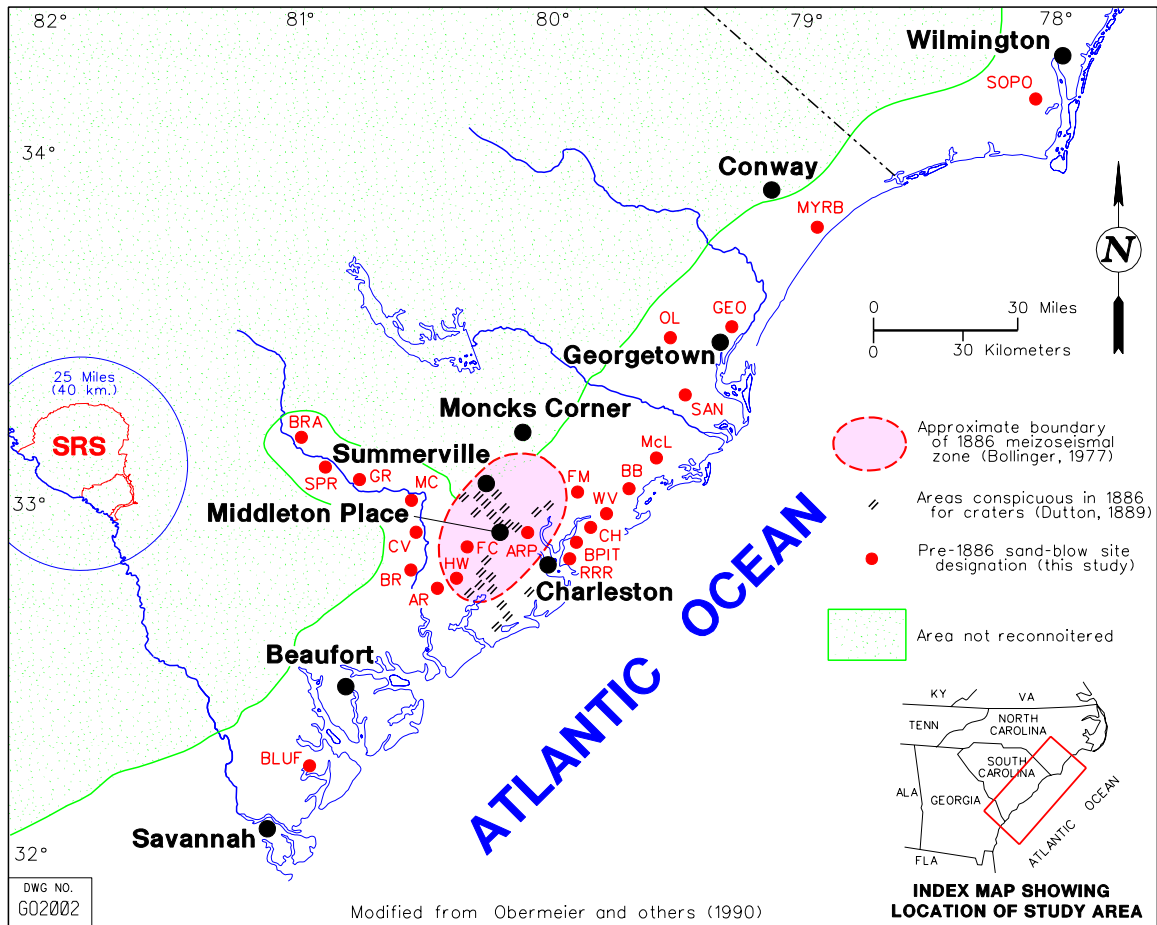 82°
81°
80°
79°
78°
Wilmington
SOPO
34°
Conway
MYRB
N
0 30 Miles
0 30 Kilometers
OL
GEO
Georgetown
25 Miles
(40 km.)
SRS
SAN
Moncks Corner
BRA
Summerville
McL
SPR
GR
MC
FM
BB
WV
33°
Middleton Place
CV
FC
ARP
CH
BPIT
HW
RRR
BR
AR
Charleston
Approximate boundary
of 1886 meizoseismal
zone (Bollinger, 1977)
Areas conspicuous in 1886
for craters (Dutton, 1889)
Pre-1886 sand-blow site
designation (this study)
Area not reconnoitered
Beaufort
BLUF
ATLANTIC OCEAN
Savannah
32°
KY
VA
TENN
NORTH
CAROLINA
SOUTH
CAROLINA
ALA
GEORGIA
FLA
ATLANTIC OCEAN
INDEX MAP SHOWING
LOCATION OF STUDY AREA
DWG NO.
G02002
Modified from Obermeier and others (1990)